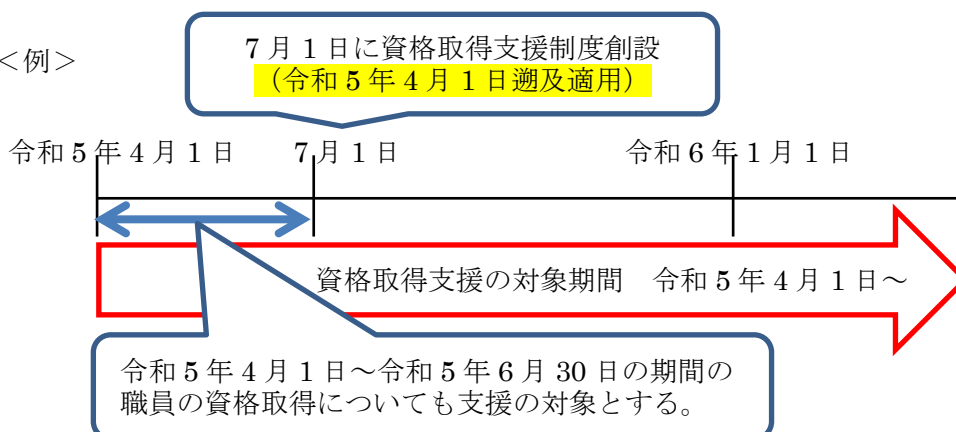 <例>
7月1日に資格取得支援制度創設
（令和5年4月1日遡及適用）
令和5年4月1日 7月1日 令和6年1月1日
資格取得支援の対象期間 令和5年4月1日～
令和5年4月1日～令和5年6月30日の期間の
職員の資格取得についても支援の対象とする。